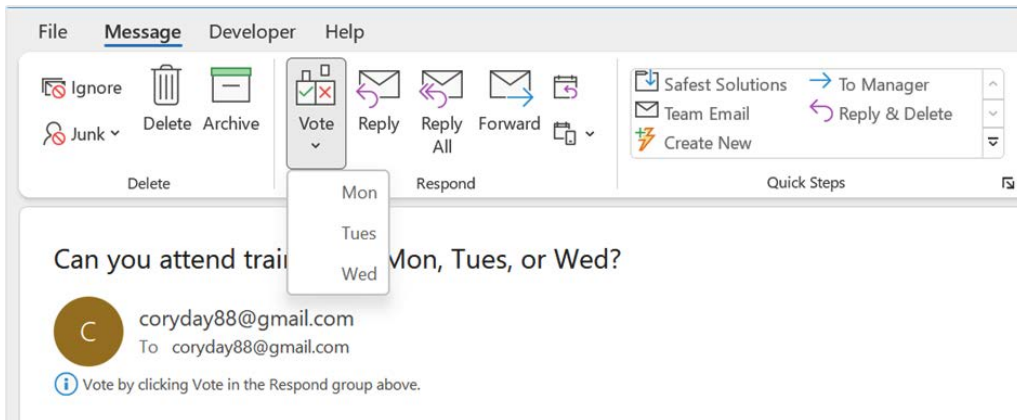 File Message Developer Help
Ignore
Junk
Delete
Archive
Delete
Vote
Reply
Reply
All
Forward
Respond
Safest Solutions
To Manager
Team Email
Reply & Delete
Create New
Quick Steps
Mon
Tues
Wed
Can you attend trai Mon, Tues, or Wed?
C
coryday88@gmail.com
To coryday88@gmail.com
Vote by clicking Vote in the Respond group above.